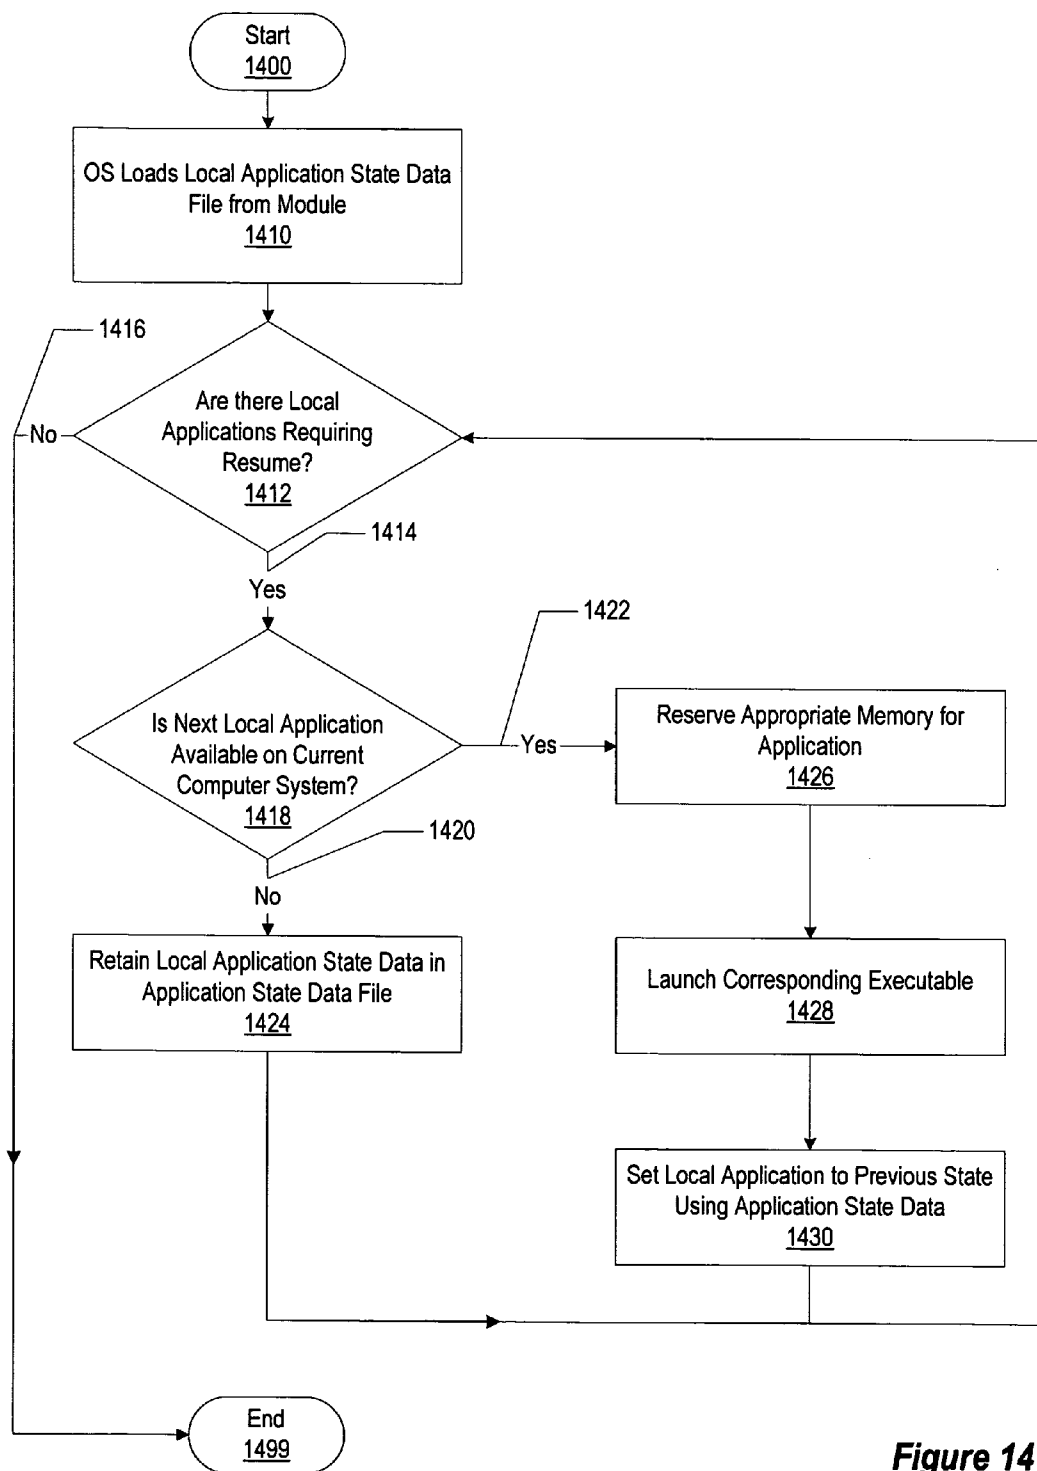 Start
1400
OS Loads Local Application State Data
File from Module
1410
1416
Are there Local
Applications Requiring
Resume?
1412
No
1414
Yes
1422
Is Next Local Application
Available on Current
Computer System?
1418
Yes
Reserve Appropriate Memory for
Application
1426
1420
No
Retain Local Application State Data in
Application State Data File
1424
Launch Corresponding Executable
1428
Set Local Application to Previous State
Using Application State Data
1430
End
1499
Figure 14